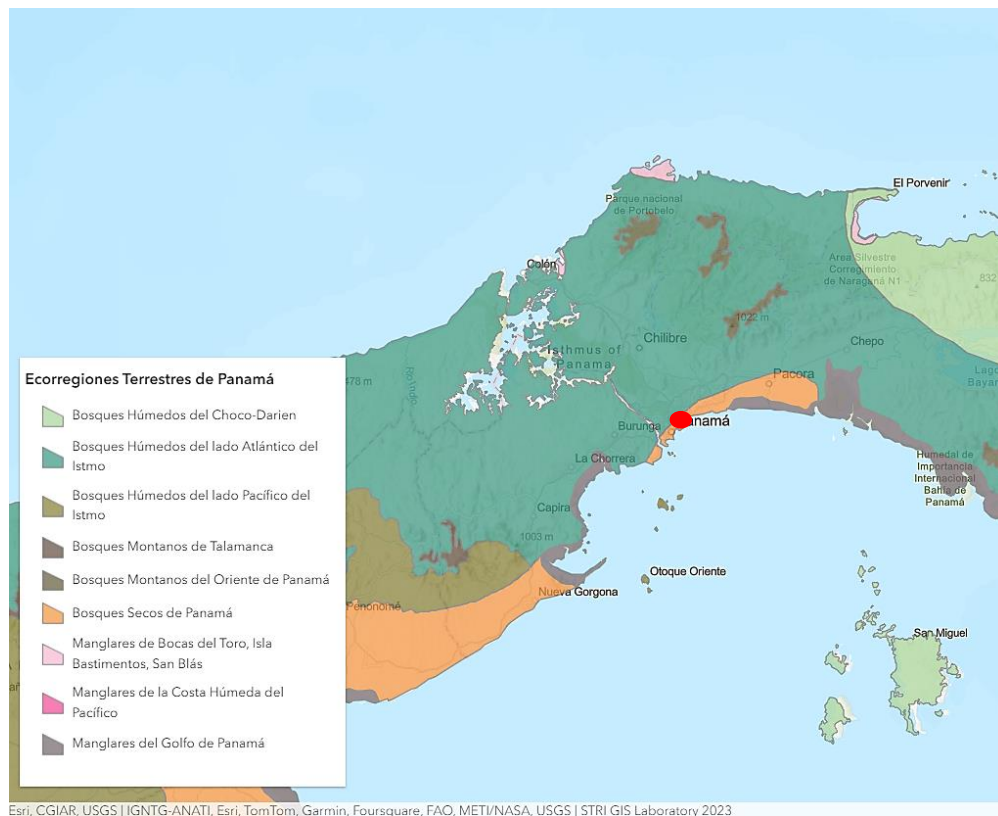 El Porvenir
Parque nacional
de Portobelo
Area Silvestre
Corregimiento
de Narganá N1
832
Colón
1022 m
Chilibre
Chepo
Isthmus of
Panama
Lago
Pacora
478 m
Río Indio
Burunga
anamá
La Chorrera
Humedal de
Importancia
Internacional
Bahía de
Panamá
Capira
1003 m
Otoque Oriente
Nueva Gorgona
Penonomé
San Miguel
Ecorregiones Terrestres de Panamá
Bosques Húmedos del Choco-Darien
Bosques Húmedos del lado Atlántico del
Istmo
Bosques Húmedos del lado Pacífico del
Istmo
Bosques Montanos de Talamanca
Bosques Montanos del Oriente de Panamá
Bosques Secos de Panamá
Manglares de Bocas del Toro, Isla
Bastimentos, San Blás
Manglares de la Costa Húmeda del
Pacífico
Manglares del Golfo de Panamá
Esri, CGIAR, USGS | IGNTG-ANATI, Esri, TomTom, Garmin, Foursquare, FAO, METI/NASA, USGS | STRI GIS Laboratory 2023